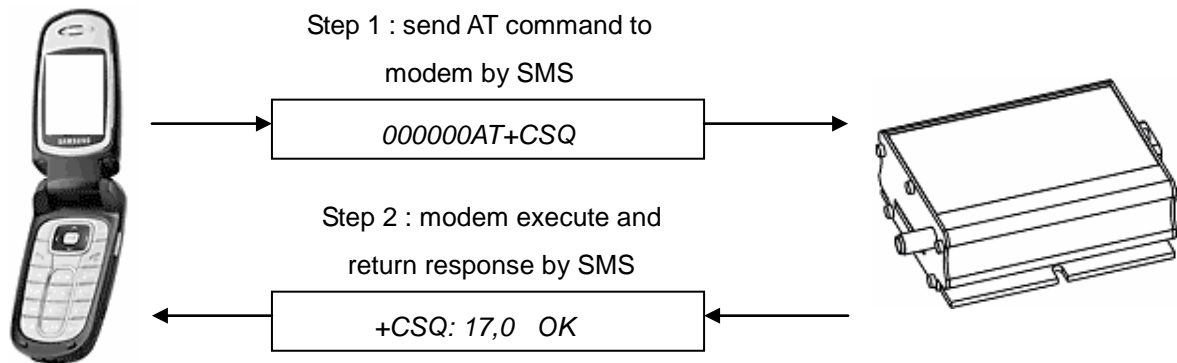 Step 1 : send AT command to
modem by SMS
000000AT+CSQ
SAMSUNG
Step 2 : modem execute and
return response by SMS
+CSQ: 17,0   OK